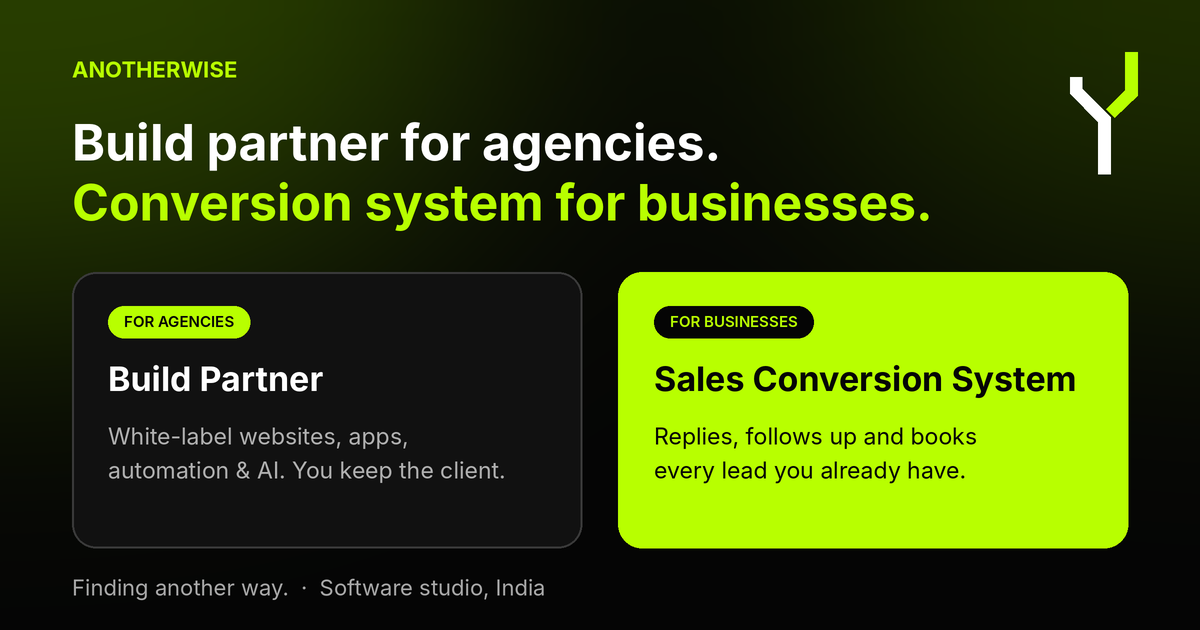 ANOTHERWISE
Build partner for agencies.
Conversion system for businesses.
FOR AGENCIES
Build Partner
White-label websites, apps,
automation & AI. You keep the client.
FOR BUSINESSES
Sales Conversion System
Replies, follows up and books
every lead you already have.
Finding another way. · Software studio, India